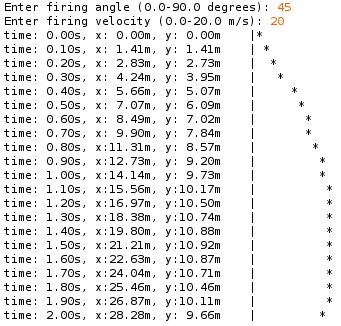 Enter firing angle (0.0-90.0 degrees): 45
Enter firing velocity (0.0-20.0 m/s): 20
time: 0.00s, x: 0.00m, y: 0.00m    |*
time: 0.10s, x: 1.41m, y: 1.41m    | *
time: 0.20s, x: 2.83m, y: 2.73m    |  *
time: 0.30s, x: 4.24m, y: 3.95m    |   *
time: 0.40s, x: 5.66m, y: 5.07m    |     *
time: 0.50s, x: 7.07m, y: 6.09m    |      *
time: 0.60s, x: 8.49m, y: 7.02m    |       *
time: 0.70s, x: 9.90m, y: 7.84m    |       *
time: 0.80s, x:11.31m, y: 8.57m    |        *
time: 0.90s, x:12.73m, y: 9.20m    |         *
time: 1.00s, x:14.14m, y: 9.73m    |         *
time: 1.10s, x:15.56m, y:10.17m    |          *
time: 1.20s, x:16.97m, y:10.50m    |          *
time: 1.30s, x:18.38m, y:10.74m    |          *
time: 1.40s, x:19.80m, y:10.88m    |          *
time: 1.50s, x:21.21m, y:10.92m    |          *
time: 1.60s, x:22.63m, y:10.87m    |          *
time: 1.70s, x:24.04m, y:10.71m    |          *
time: 1.80s, x:25.46m, y:10.46m    |          *
time: 1.90s, x:26.87m, y:10.11m    |          *
time: 2.00s, x:28.28m, y: 9.66m    |         *